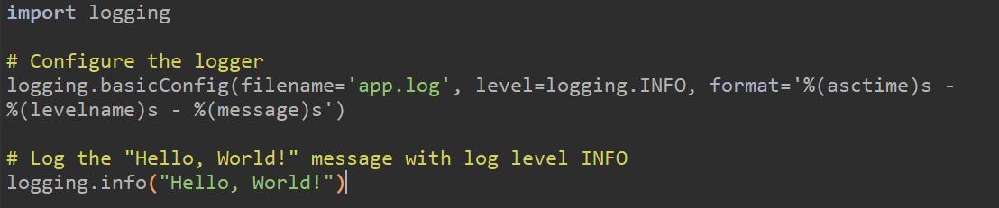 import logging
# Configure the logger
logging.basicConfig(filename='app.log', level=logging.INFO, format='%(asctime)s -
%(levelname)s - %(message)s')
# Log the "Hello, World!" message with log level INFO
logging.info("Hello, World!")